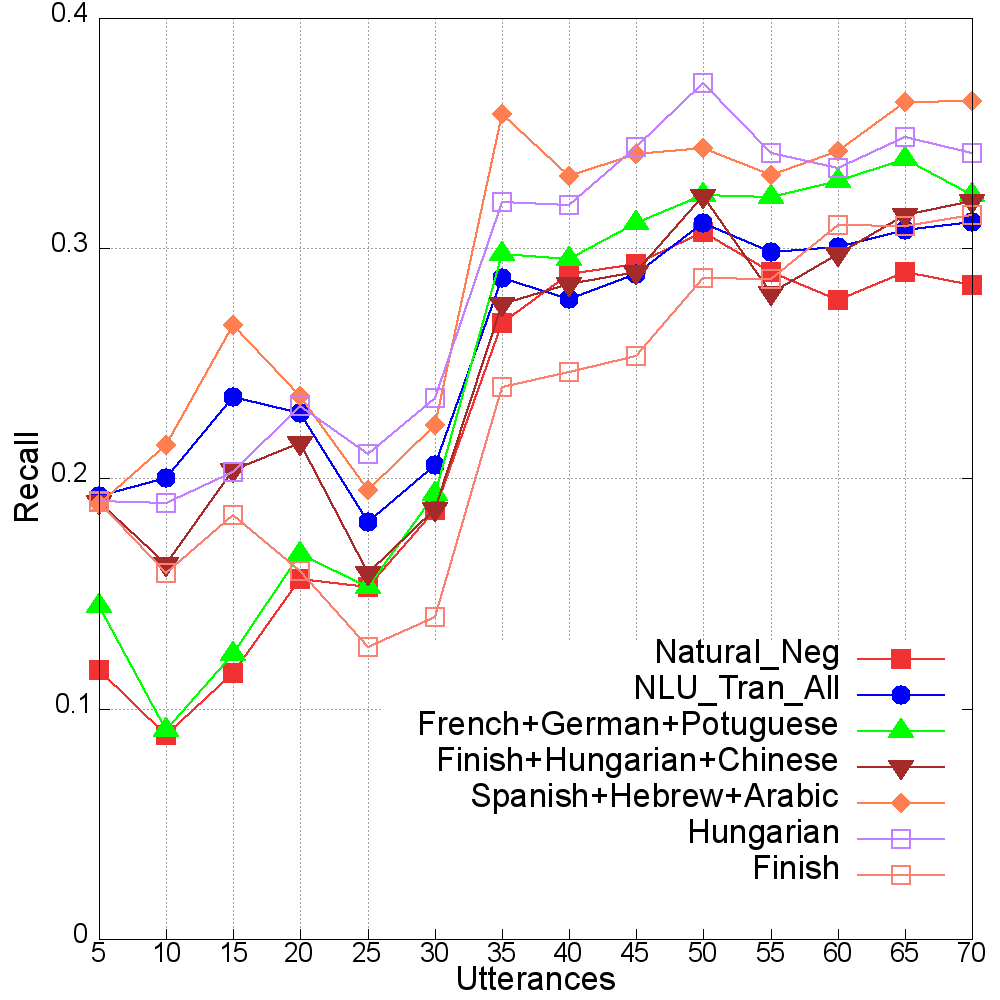 0.4
0.3
0.2
0.1
0
Recall
Natural_Neg
NLU_Tran_All
French+German+Potuguese
Finish+Hungarian+Chinese
Spanish+Hebrew+Arabic
Hungarian
Finish
5 10 15 20 25 30 35 40 45 50 55 60 65 70
Utterances